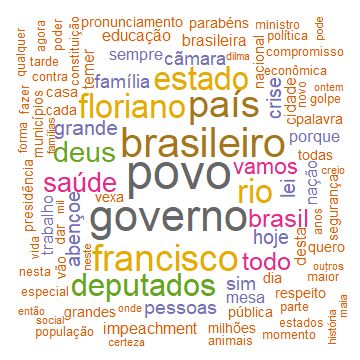 pronunciamento parabéns ministro
educação brasileira política pode
qualquer agora poder constituição sempre câmara dilma compromisso
tarde temer estado nacional econômica ontem
contra família país crise cidade novo golpe
casa floriano palavra
fazer cada grande brasileiro porque
forma municípios famílias deus vamos lei nação todas
presidência saúde povo rio anos creio segurança
trabalho mil vexa abençoe governo brasil
vida dar hoje desta quero
nesta vão neste francisco todo dia outros maior
especial deputados sim mesa respeito
então grandes onde pessoas pública parte
social impeachment milhões estados história maia
população certeza animais momento